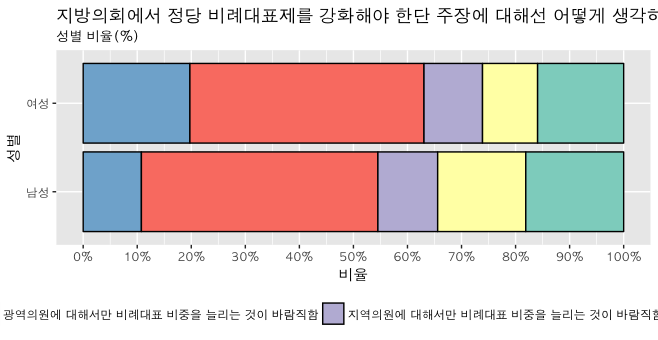 지방의회에서 정당 비례대표제를 강화해야 한단 주장에 대해선 어떻게 생각하
성별 비율(%)
여성
남성
성별
0% 10% 20% 30% 40% 50% 60% 70% 80% 90% 100%
비율
광역의원에 대해서만 비례대표 비중을 늘리는 것이 바람직함 지역의원에 대해서만 비례대표 비중을 늘리는 것이 바람직함